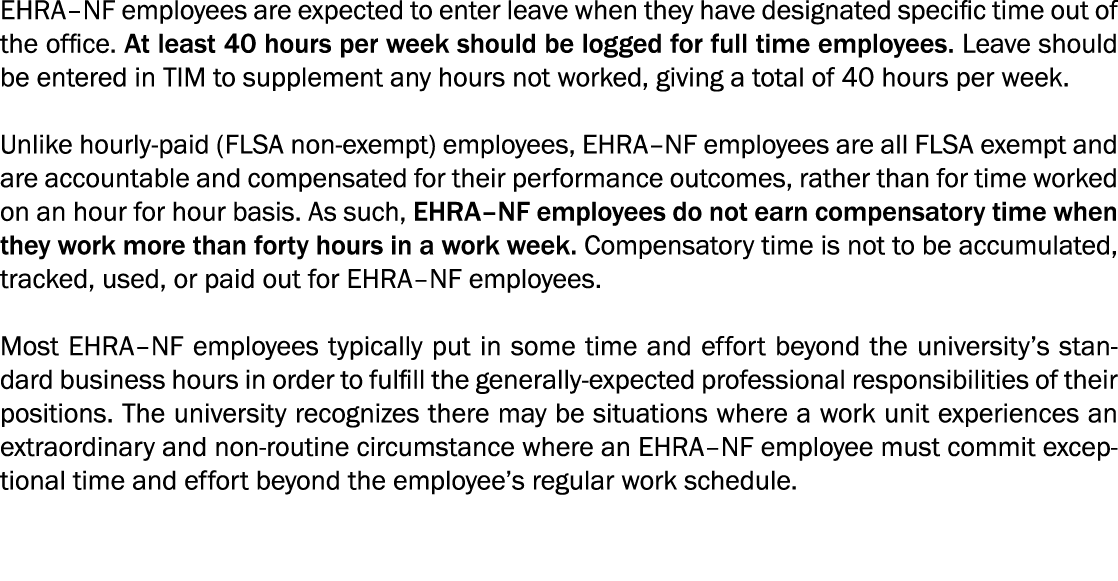 EHRA–NF employees are expected to enter leave when they have designated specific time out of
the office. At least 40 hours per week should be logged for full time employees. Leave should
be entered in TIM to supplement any hours not worked, giving a total of 40 hours per week.
Unlike hourly-paid (FLSA non-exempt) employees, EHRA–NF employees are all FLSA exempt and
are accountable and compensated for their performance outcomes, rather than for time worked
on an hour for hour basis. As such, EHRA–NF employees do not earn compensatory time when
they work more than forty hours in a work week. Compensatory time is not to be accumulated,
tracked, used, or paid out for EHRA–NF employees.
Most EHRA–NF employees typically put in some time and effort beyond the university’s stan-
dard business hours in order to fulfill the generally-expected professional responsibilities of their
positions. The university recognizes there may be situations where a work unit experiences an
extraordinary and non-routine circumstance where an EHRA–NF employee must commit excep-
tional time and effort beyond the employee’s regular work schedule.